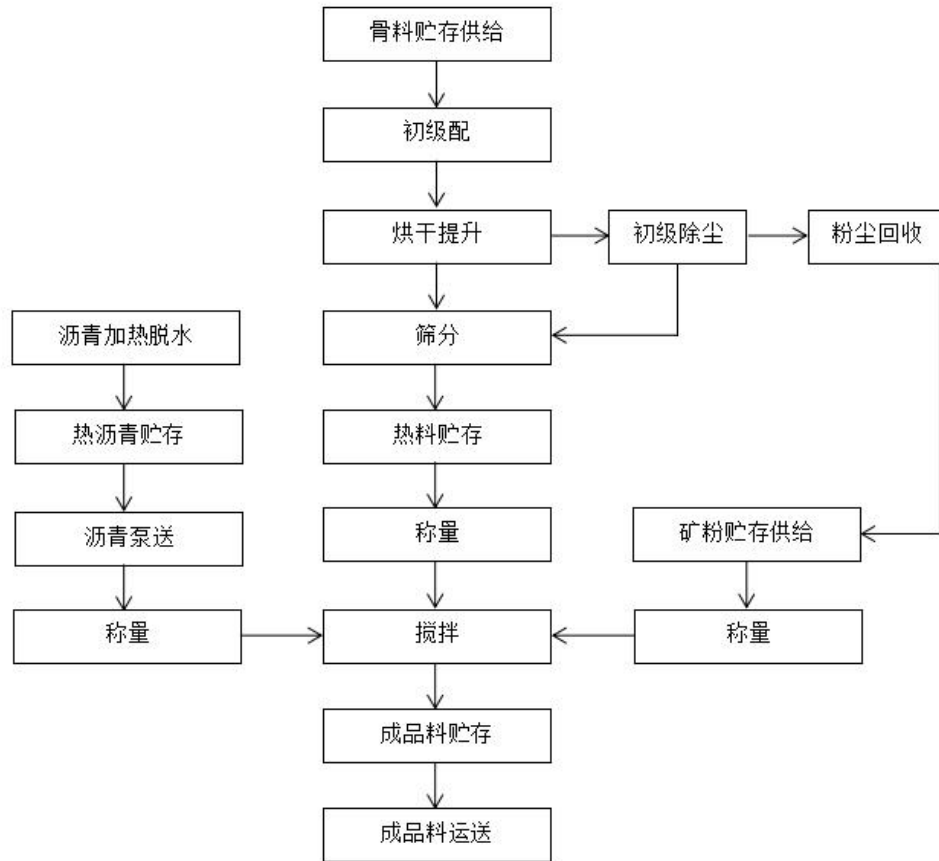 骨料贮存供给
初级配
烘干提升
初级除尘
粉尘回收
沥青加热脱水
筛分
热沥青贮存
热料贮存
沥青泵送
称量
矿粉贮存供给
称量
搅拌
称量
成品料贮存
成品料运送